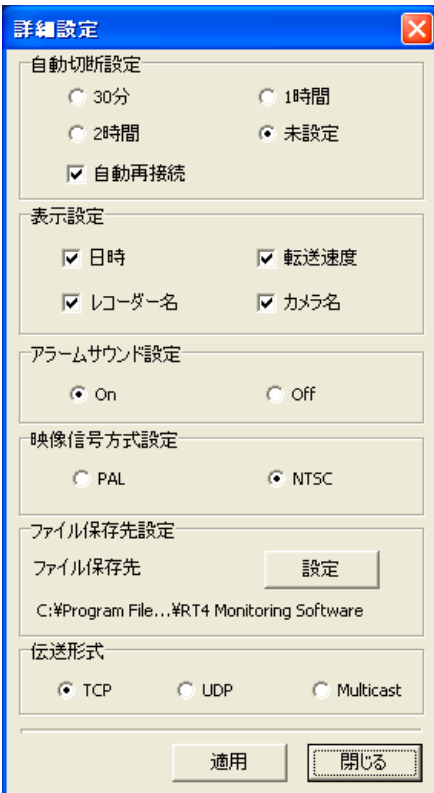 詳細設定
自動切断設定
30分 1時間
2時間 未設定
自動再接続
表示設定
日時 転送速度
レコーダー名 カメラ名
アラームサウンド設定
On Off
映像信号方式設定
PAL NTSC
ファイル保存先設定
ファイル保存先 設定
C:¥Program File...¥RT4 Monitoring Software
伝送形式
TCP UDP Multicast
適用 閉じる